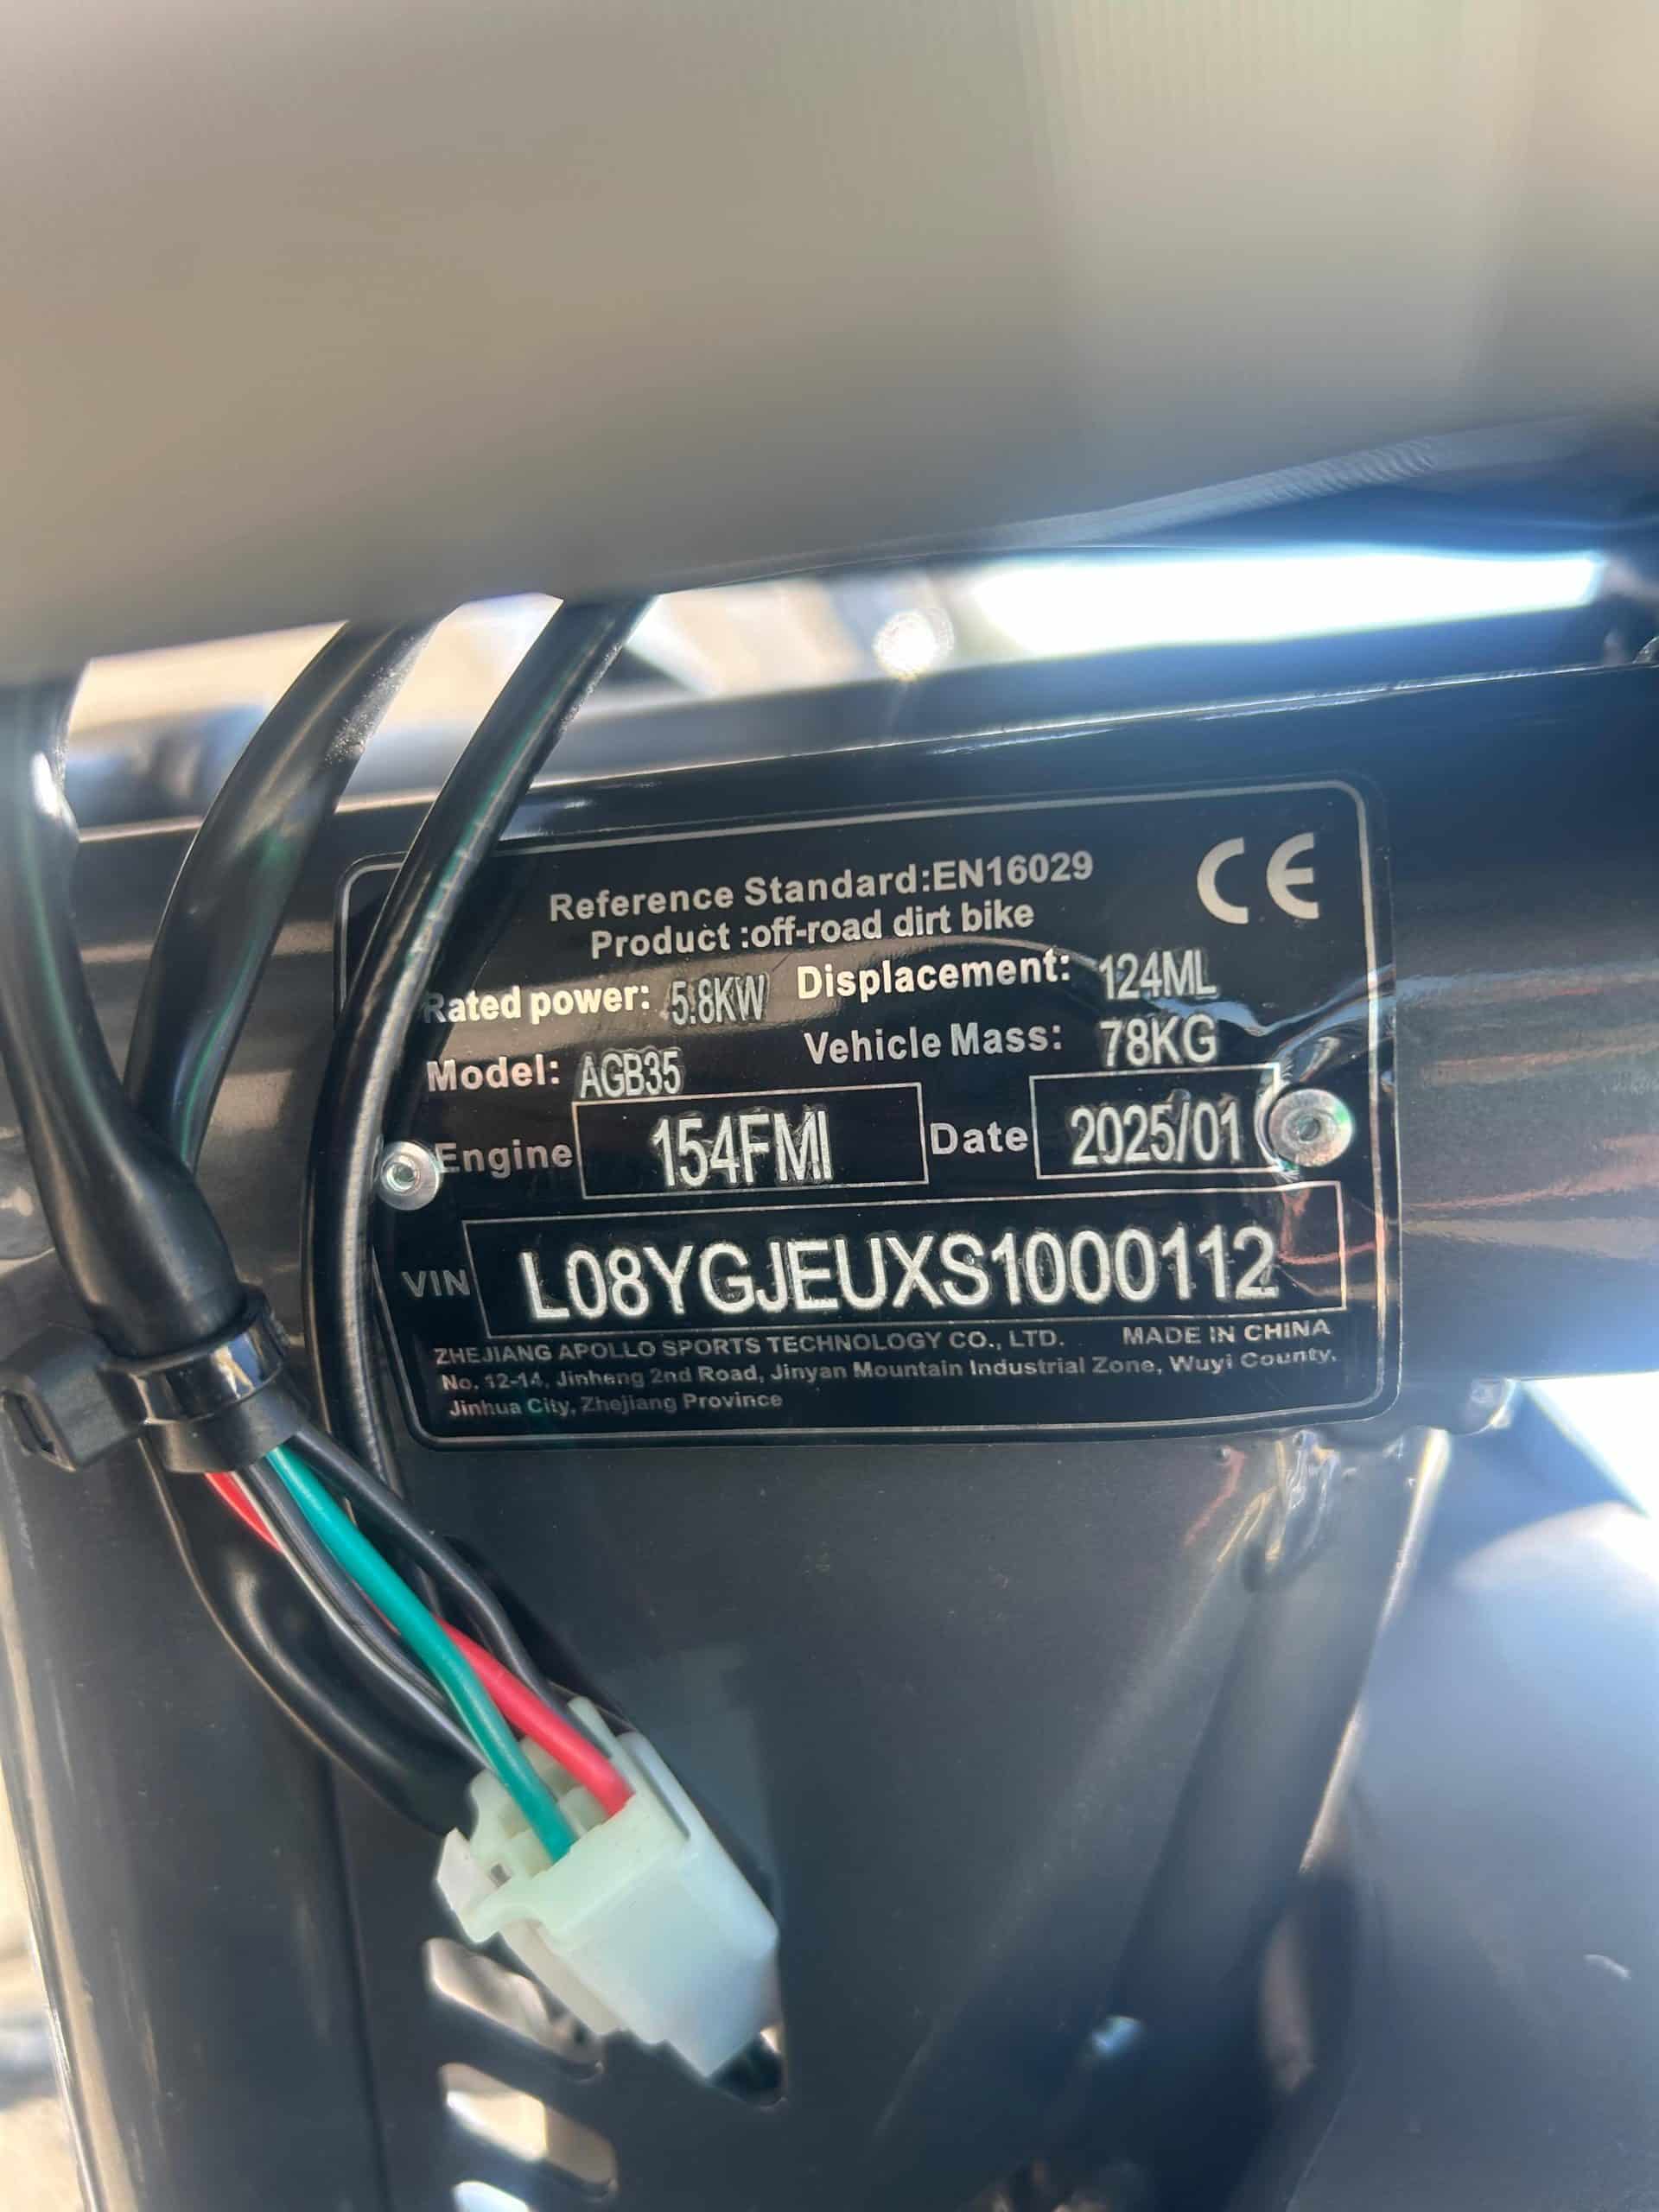 CE
Reference Standard:EN16029
Product :off-road dirt bike
Rated power: 5.8KW Displacement: 124ML
Model: AGB35 Vehicle Mass: 78KG
Engine 154FMI Date 2025/01
VIN L08YGJEUXS1000112
ZHEJIANG APOLLO SPORTS TECHNOLOGY CO., LTD. MADE IN CHINA
No. 12-14, Jinheng 2nd Road, Jinyan Mountain Industrial Zone, Wuyi County,
Jinhua City, Zhejiang Province